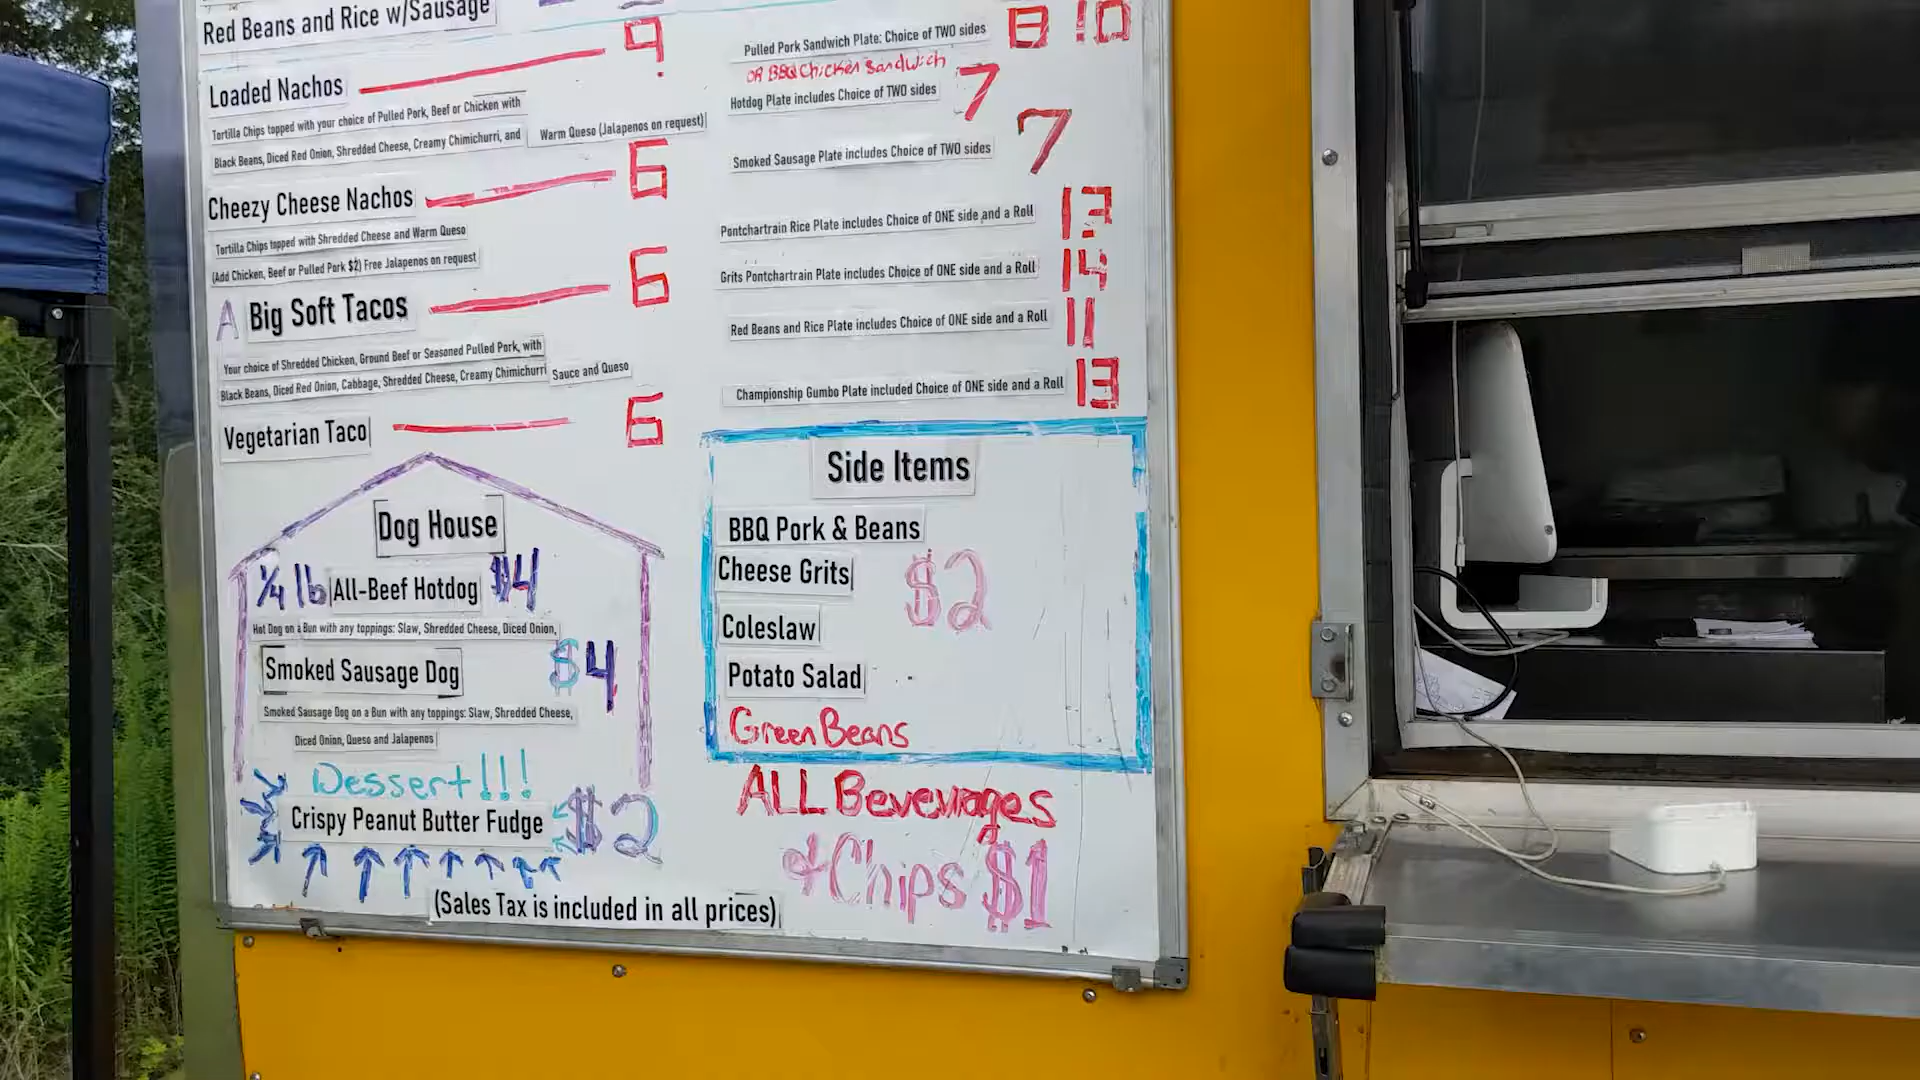 Red Beans and Rice w/Sausage
Loaded Nachos 9
Tortilla Chips topped with your choice of Pulled Pork, Beef or Chicken with
Black Beans, Diced Red Onion, Shredded Cheese, Creamy Chimichurri, and Warm Queso (Jalapenos on request)
Cheezy Cheese Nachos 6
Tortilla Chips topped with Shredded Cheese and Warm Queso
(Add Chicken, Beef or Pulled Pork $2) Free Jalapenos on request
A Big Soft Tacos 6
Your choice of Shredded Chicken, Ground Beef or Seasoned Pulled Pork, with
Black Beans, Diced Red Onion, Cabbage, Shredded Cheese, Creamy Chimichurri Sauce and Queso
Vegetarian Taco 6
Dog House
1/4 lb All-Beef Hotdog $4
Hot Dog on a Bun with any toppings: Slaw, Shredded Cheese, Diced Onion,
Smoked Sausage Dog $4
Smoked Sausage Dog on a Bun with any toppings: Slaw, Shredded Cheese,
Diced Onion, Queso and Jalapenos
Dessert!!!
Crispy Peanut Butter Fudge $2
(Sales Tax is included in all prices)
Pulled Pork Sandwich Plate: Choice of TWO sides 8 10
OR BBQ Chicken Sandwich
Hotdog Plate includes Choice of TWO sides 7
Smoked Sausage Plate includes Choice of TWO sides 7
Pontchartrain Rice Plate includes Choice of ONE side and a Roll 13
Grits Pontchartrain Plate includes Choice of ONE side and a Roll 14
Red Beans and Rice Plate includes Choice of ONE side and a Roll 11
Championship Gumbo Plate included Choice of ONE side and a Roll 13
Side Items
BBQ Pork & Beans
Cheese Grits $2
Coleslaw
Potato Salad
Green Beans
ALL Beverages
& Chips $1